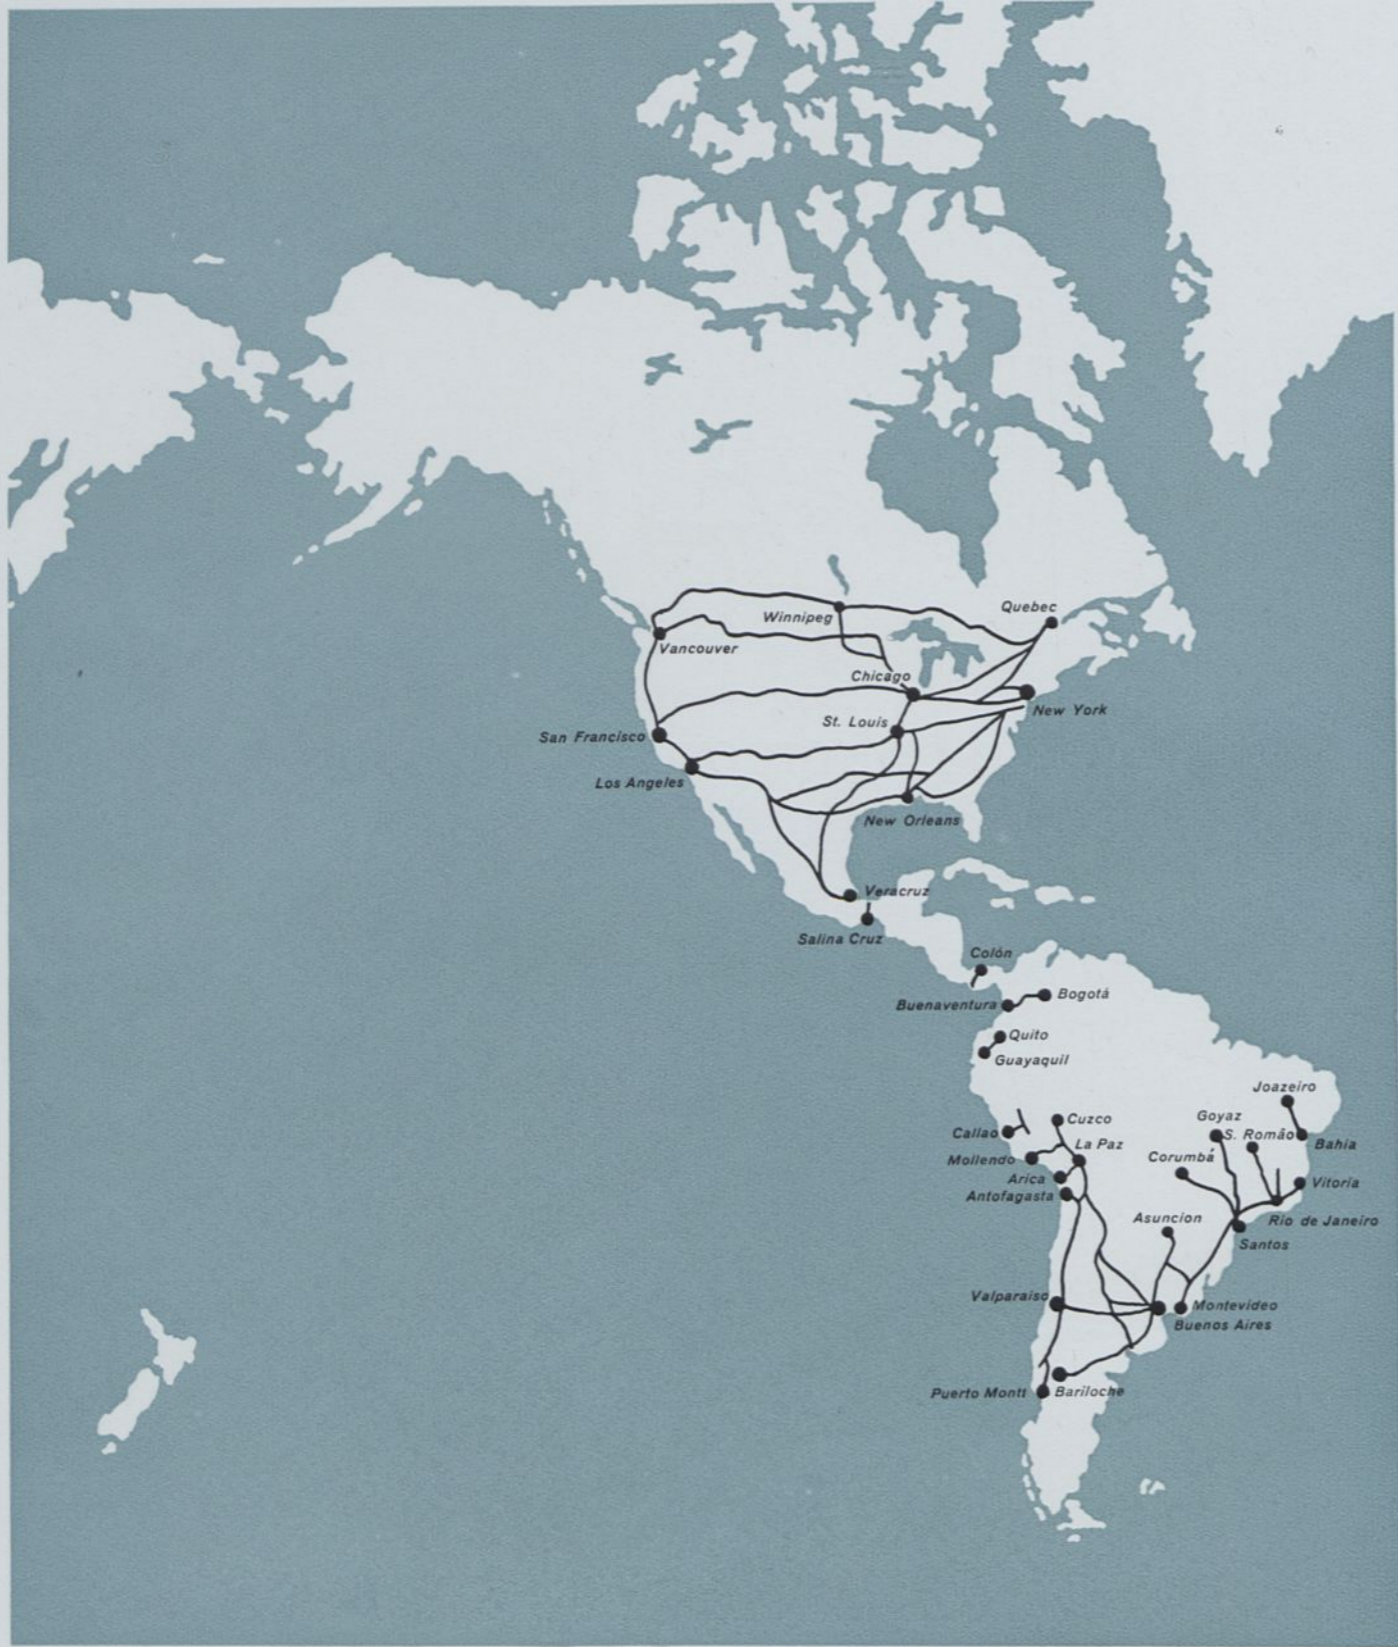 Quebec
Winnipeg
Vancouver
Chicago
New York
St. Louis
San Francisco
Los Angeles
New Orleans
Veracruz
Salina Cruz
Colón
Bogotá
Buenaventura
Quito
Guayaquil
Joazeiro
Cuzco
Goyaz
Callao
S. Romão
Bahia
La Paz
Mollendo
Corumbá
Arica
Vitoria
Antofagasta
Asuncion
Rio de Janeiro
Santos
Valparaiso
Montevideo
Buenos Aires
Puerto Montt
Bariloche